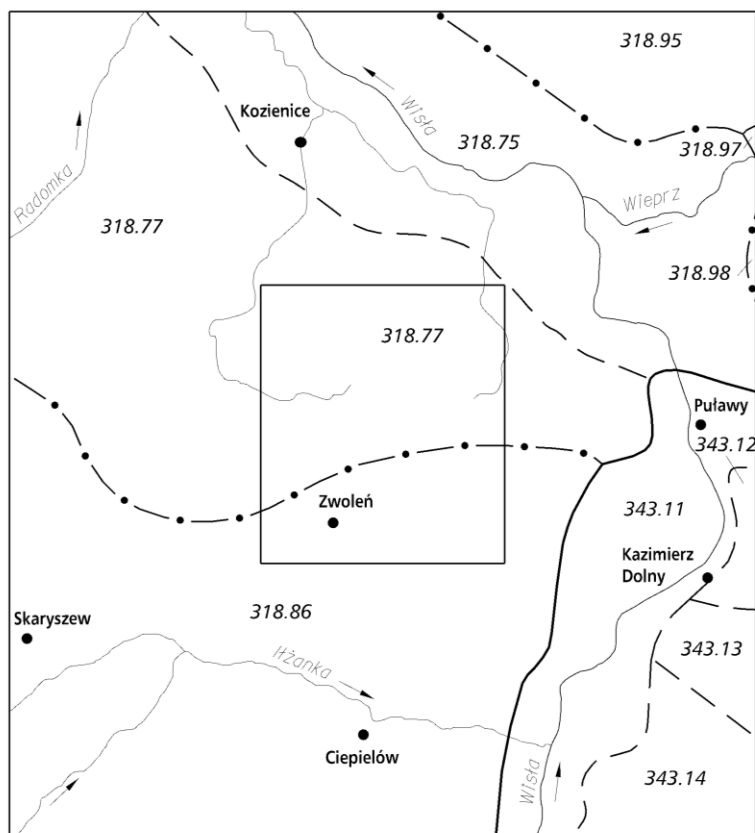 318.95
Kozienice
Wisła
318.75
318.97
Radomka
Wieprz
318.77
318.98
318.77
Puławy
343.12
Zwoleń
343.11
Kazimierz
Dolny
318.86
Skaryszew
Iłżanka
343.13
Ciepielów
Wisła
343.14